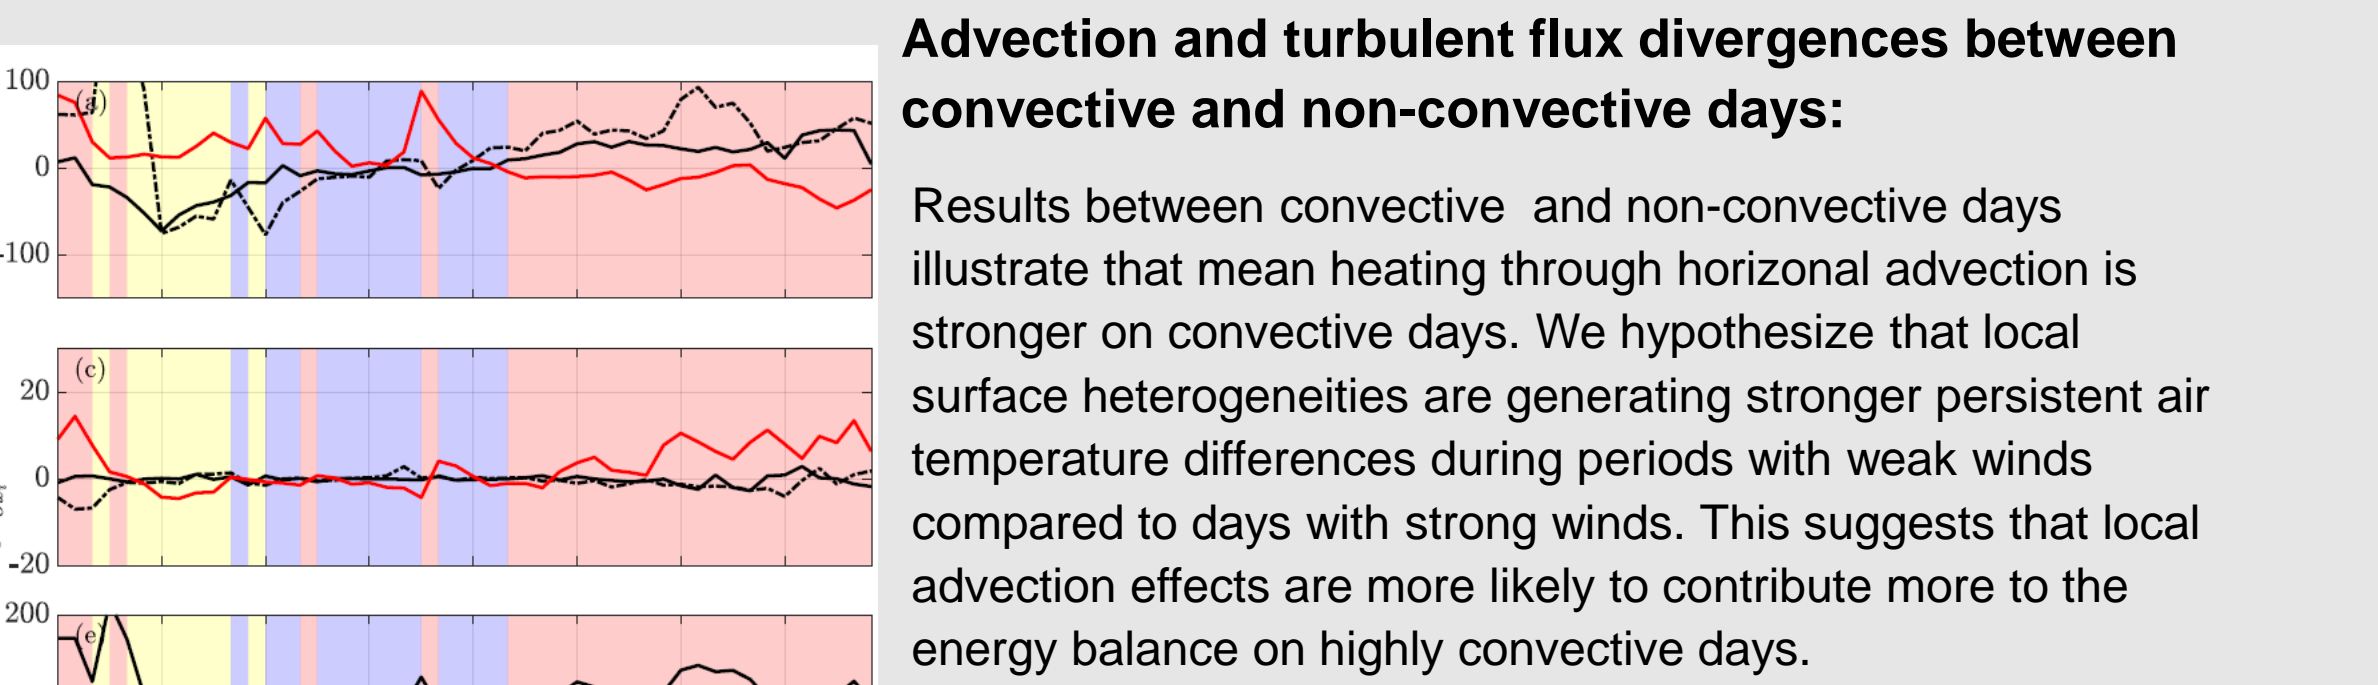 Advection and turbulent flux divergences between
convective and non-convective days:
Results between convective  and non-convective days
illustrate that mean heating through horizonal advection is
stronger on convective days. We hypothesize that local
surface heterogeneities are generating stronger persistent air
temperature differences during periods with weak winds
compared to days with strong winds. This suggests that local
advection effects are more likely to contribute more to the
energy balance on highly convective days.
100
(a)
0
-100
(c)
20
0
-20
200
(e)